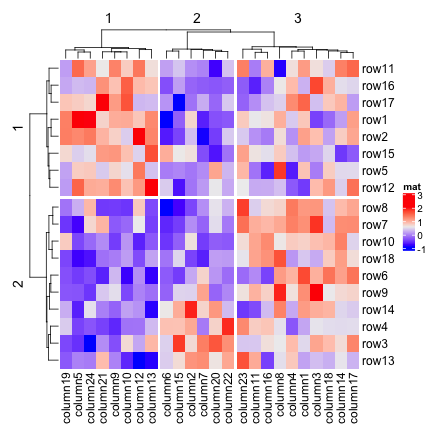 1 2 3
1
2
row11
row16
row17
row1
row2
row15
row5
row12
row8
row7
row10
row18
row6
row9
row14
row4
row3
row13
mat
3
2
1
0
-1
column19
column5
column24
column21
column9
column10
column12
column13
column6
column15
column2
column7
column20
column22
column23
column11
column16
column8
column4
column1
column3
column18
column14
column17